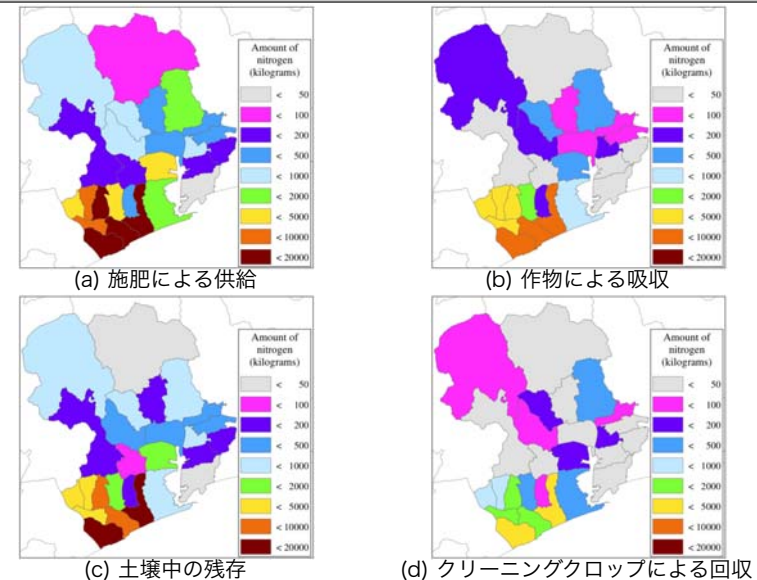 Amount of
nitrogen
(kilograms)
< 50
< 100
< 200
< 500
< 1000
< 2000
< 5000
< 10000
< 20000
(a) 施肥による供給
Amount of
nitrogen
(kilograms)
< 50
< 100
< 200
< 500
< 1000
< 2000
< 5000
< 10000
< 20000
(b) 作物による吸収
Amount of
nitrogen
(kilograms)
< 50
< 100
< 200
< 500
< 1000
< 2000
< 5000
< 10000
< 20000
(c) 土壌中の残存
Amount of
nitrogen
(kilograms)
< 50
< 100
< 200
< 500
< 1000
< 2000
< 5000
< 10000
< 20000
(d) クリーニングクロップによる回収